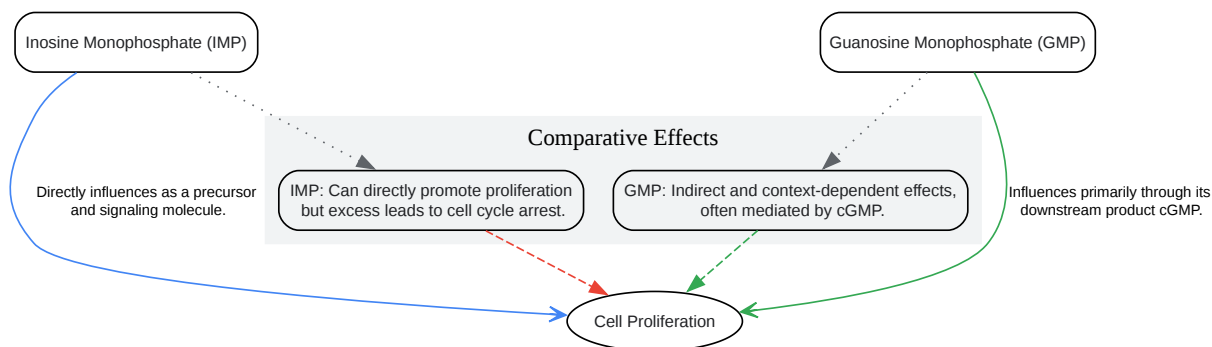 Inosine Monophosphate (IMP)
Guanosine Monophosphate (GMP)
Comparative Effects
Directly influences as a precursor
and signaling molecule.
IMP: Can directly promote proliferation
but excess leads to cell cycle arrest.
GMP: Indirect and context-dependent effects,
often mediated by cGMP.
Influences primarily through its
downstream product cGMP.
Cell Proliferation